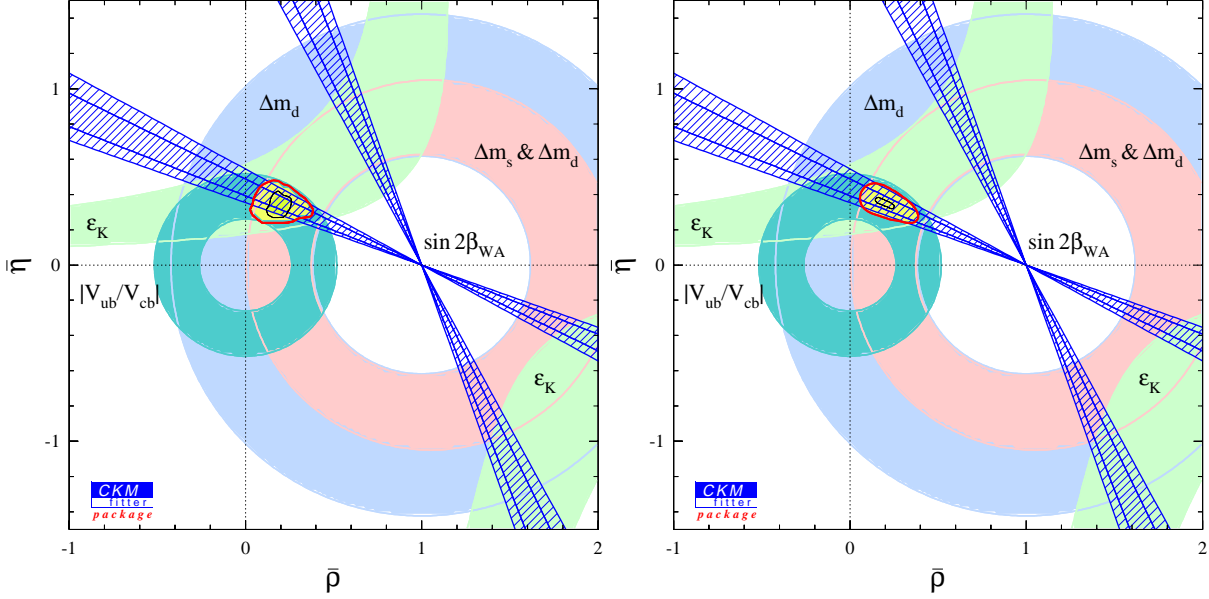 1
0
-1
-1
0
1
2
η̄
ρ̄
Δm_d
Δm_s & Δm_d
ε_K
sin 2β_WA
|V_ub/V_cb|
ε_K
CKM
fitter
package
1
0
-1
-1
0
1
2
η̄
ρ̄
Δm_d
Δm_s & Δm_d
ε_K
sin 2β_WA
|V_ub/V_cb|
ε_K
CKM
fitter
package